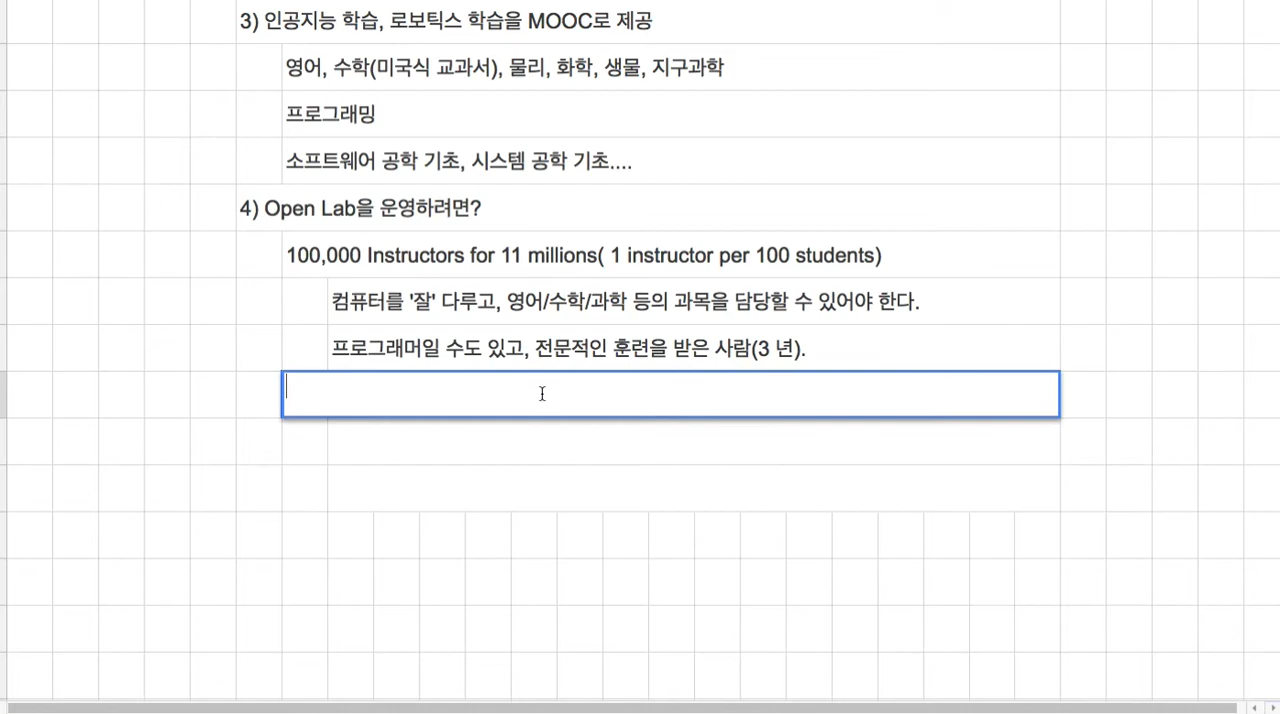 3) 인공지능 학습, 로보틱스 학습을 MOOC로 제공
영어, 수학(미국식 교과서), 물리, 화학, 생물, 지구과학
프로그래밍
소프트웨어 공학 기초, 시스템 공학 기초....
4) Open Lab을 운영하려면?
100,000 Instructors for 11 millions( 1 instructor per 100 students)
컴퓨터를 '잘' 다루고, 영어/수학/과학 등의 과목을 담당할 수 있어야 한다.
프로그래머일 수도 있고, 전문적인 훈련을 받은 사람(3 년).